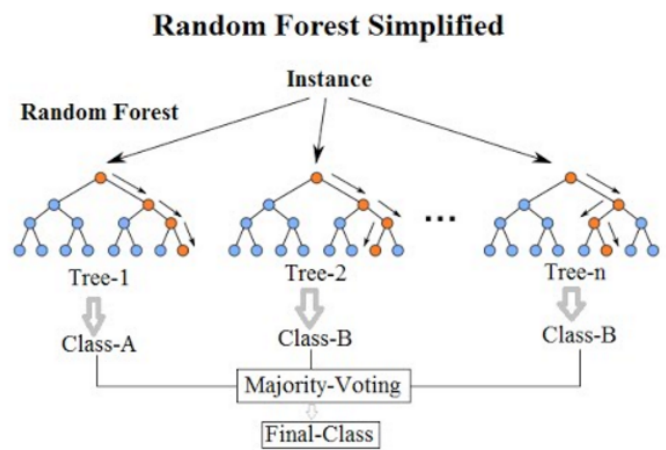 Random Forest Simplified
Instance
Random Forest
...
Tree-1
Tree-2
Tree-n
Class-A
Class-B
Class-B
Majority-Voting
Final-Class